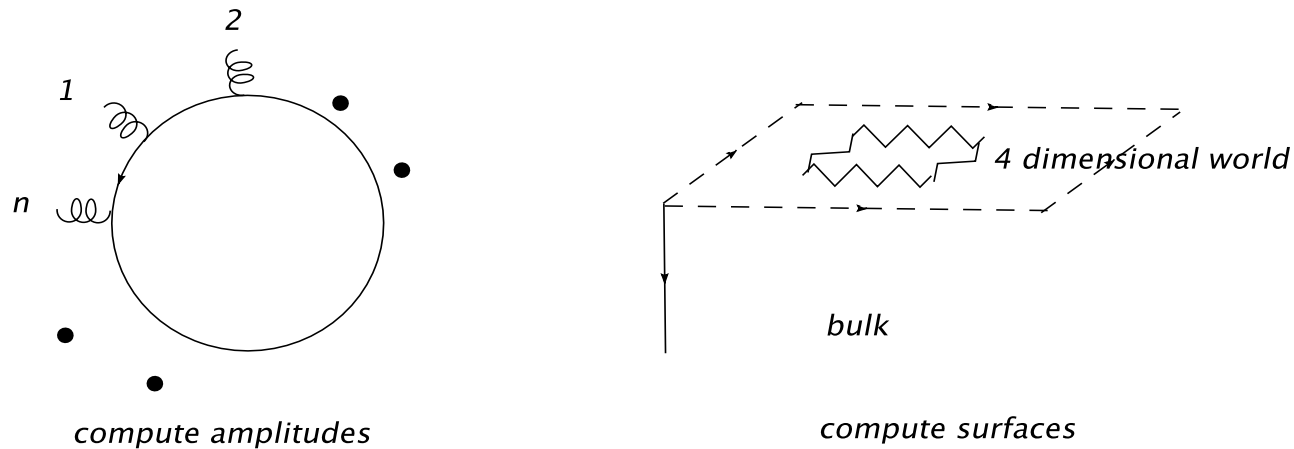 2
1
n
compute amplitudes
4 dimensional world
bulk
compute surfaces